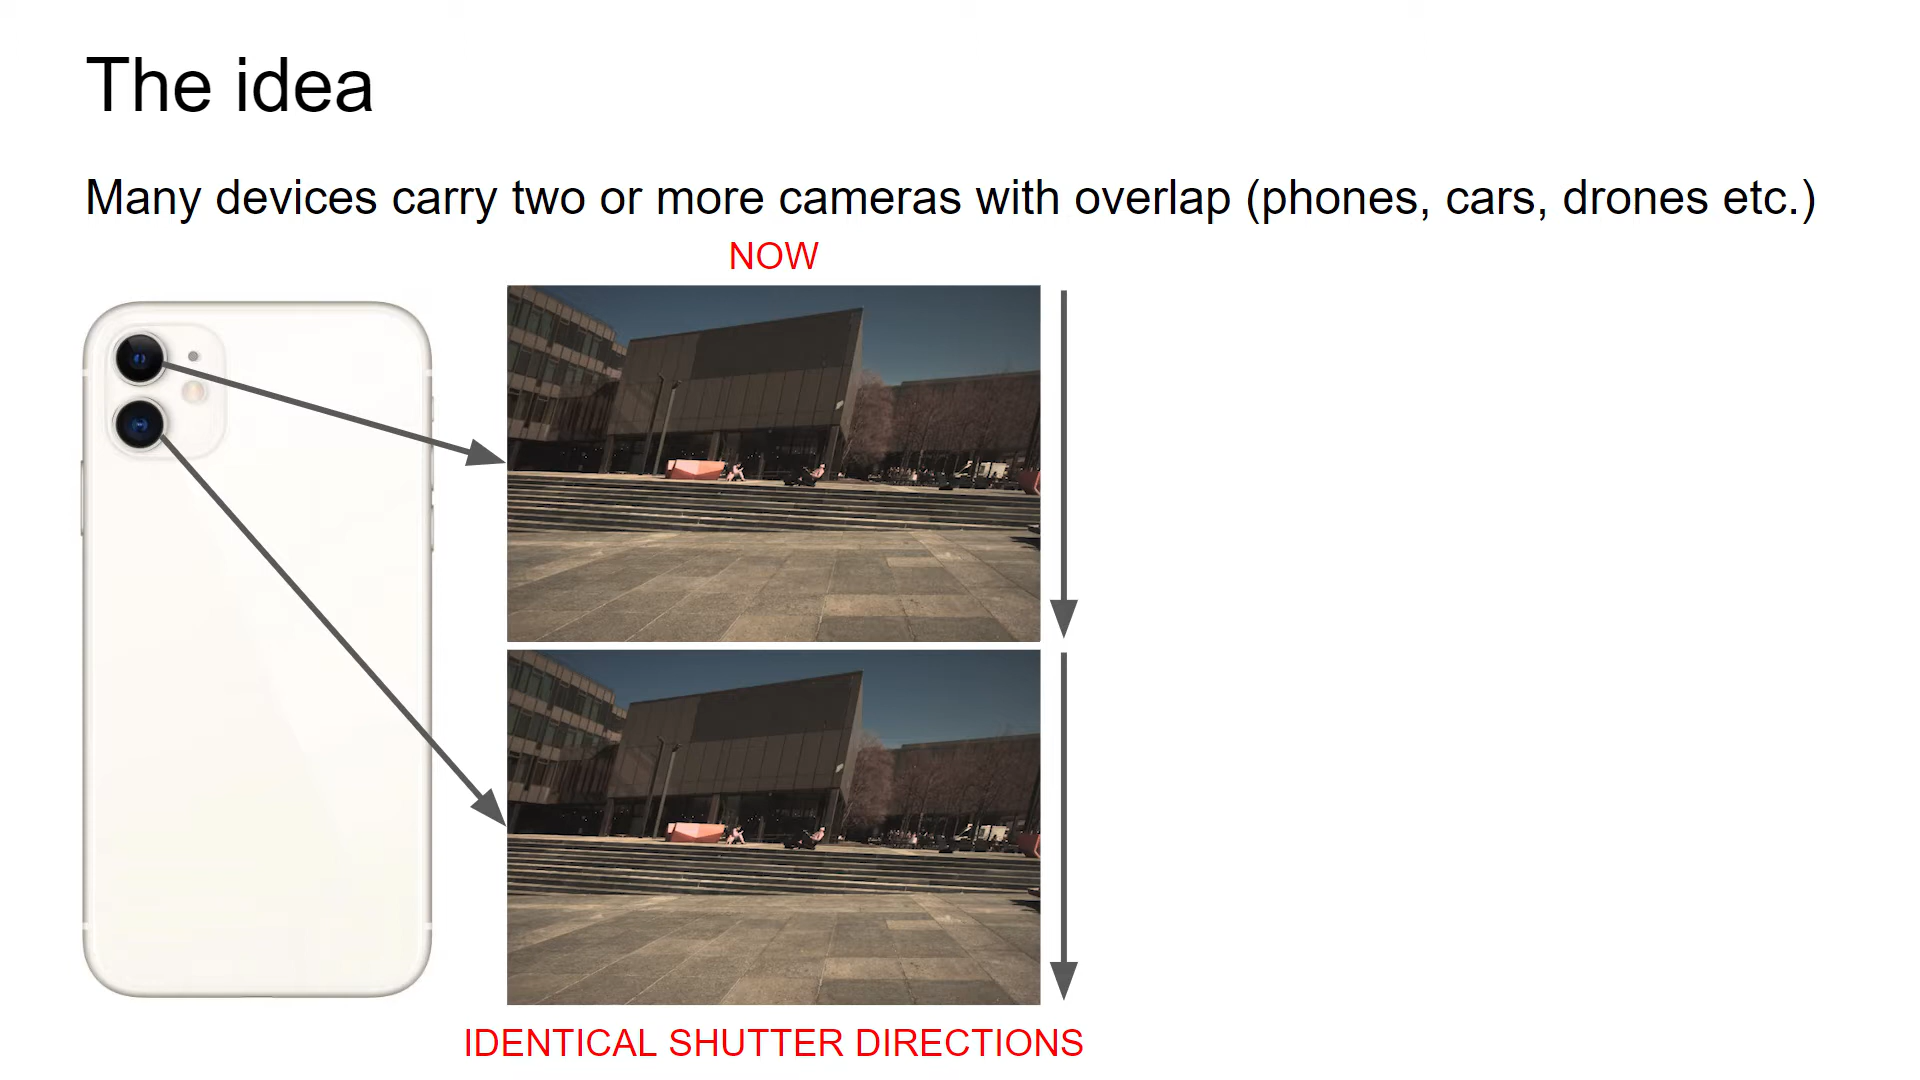 The idea
Many devices carry two or more cameras with overlap (phones, cars, drones etc.)
NOW
IDENTICAL SHUTTER DIRECTIONS